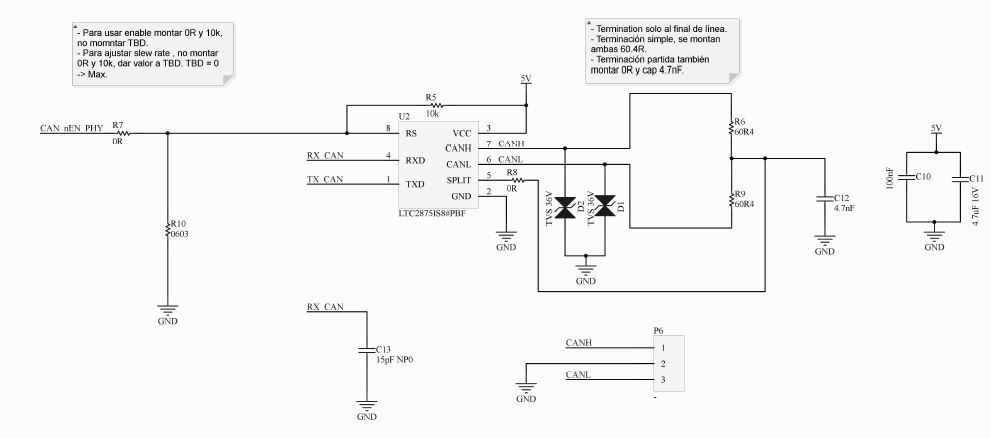 - Para usar enable montar 0R y 10k,
no momntar TBD.
- Para ajustar slew rate , no montar
0R y 10k, dar valor a TBD. TBD = 0
-> Max.
- Termination solo al final de línea.
- Terminación simple, se montan
ambas 60.4R.
- Terminación partida también
montar 0R y cap 4.7nF.
5V
R5
10k
U2
CAN_nEN_PHY
R7
0R
8
RS
VCC
3
CANH
7
CANH
RX_CAN
4
RXD
CANL
6
CANL
TX_CAN
1
TXD
SPLIT
5
R8
0R
GND
2
LTC2875IS8#PBF
GND
R6
60R4
R9
60R4
TVS 36V
D2
TVS 36V
D1
GND
C12
4.7nF
GND
5V
100nF
C10
C11
4.7uF 16V
GND
R10
0603
GND
RX_CAN
C13
15pF NP0
GND
P6
CANH
1
2
CANL
3
GND
-